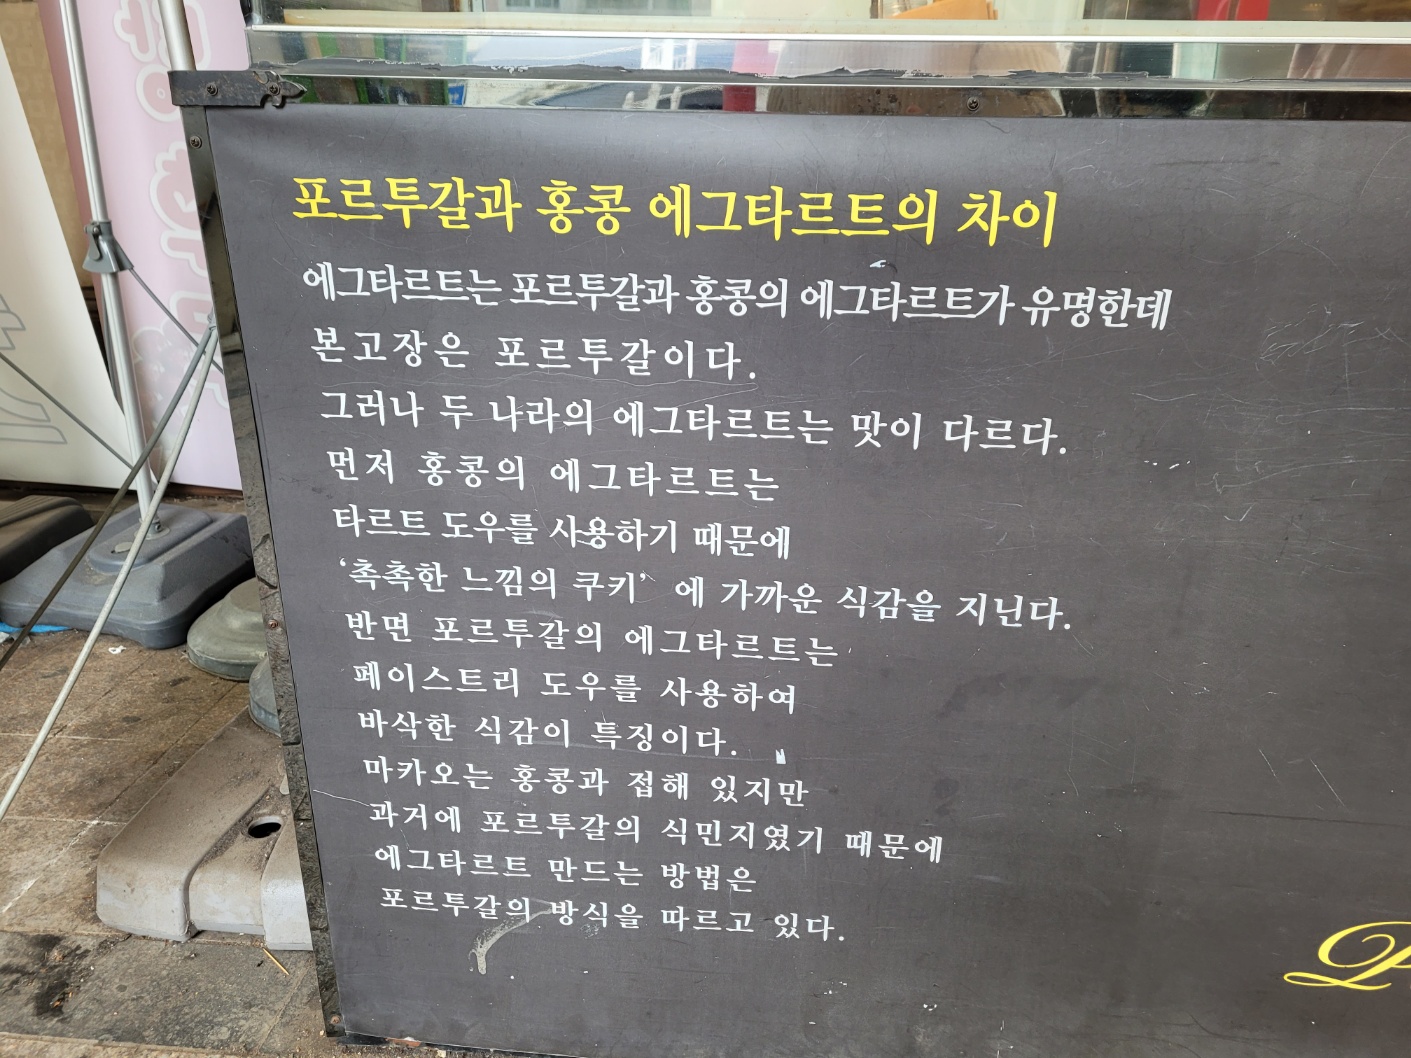 포르투갈과 홍콩 에그타르트의 차이
에그타르트는 포르투갈과 홍콩의 에그타르트가 유명한데
본고장은 포르투갈이다.
그러나 두 나라의 에그타르트는 맛이 다르다.
먼저 홍콩의 에그타르트는
타르트 도우를 사용하기 때문에
‘촉촉한 느낌의 쿠키’ 에 가까운 식감을 지닌다.
반면 포르투갈의 에그타르트는
페이스트리 도우를 사용하여
바삭한 식감이 특징이다.
마카오는 홍콩과 접해 있지만
과거에 포르투갈의 식민지였기 때문에
에그타르트 만드는 방법은
포르투갈의 방식을 따르고 있다.